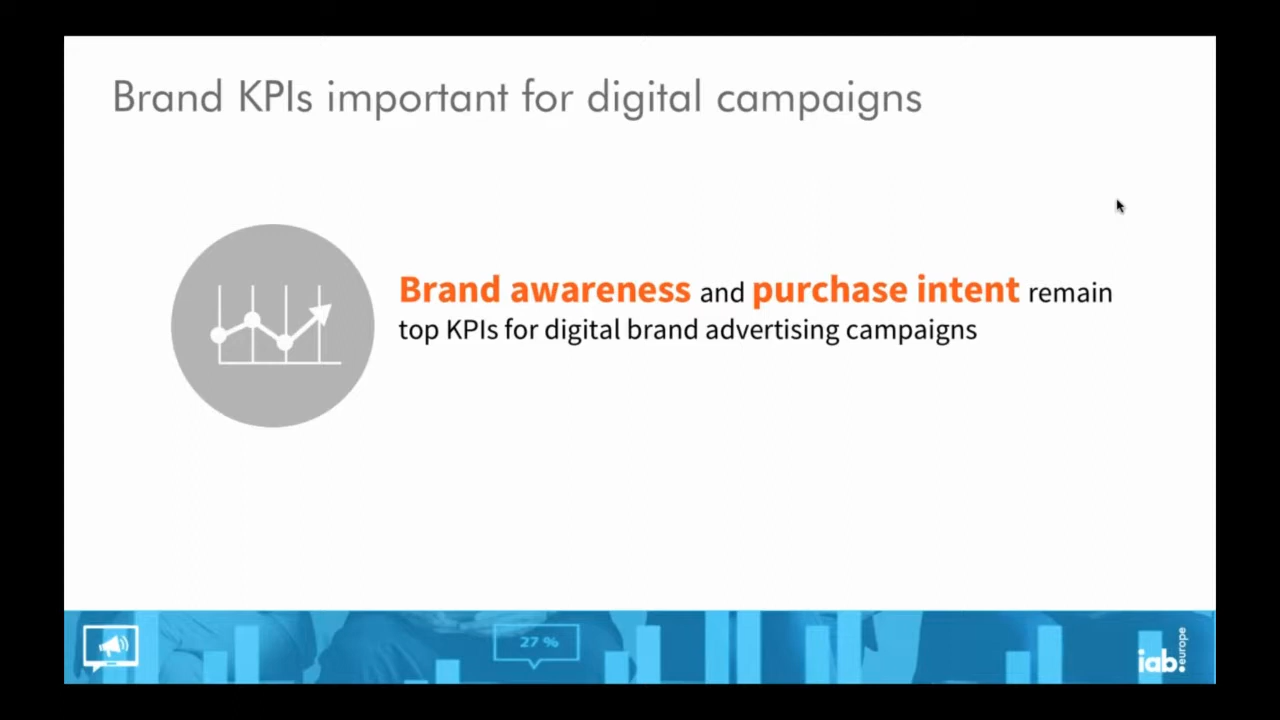 Brand KPIs important for digital campaigns
Brand awareness and purchase intent remain
top KPIs for digital brand advertising campaigns
27 %
iab.europe